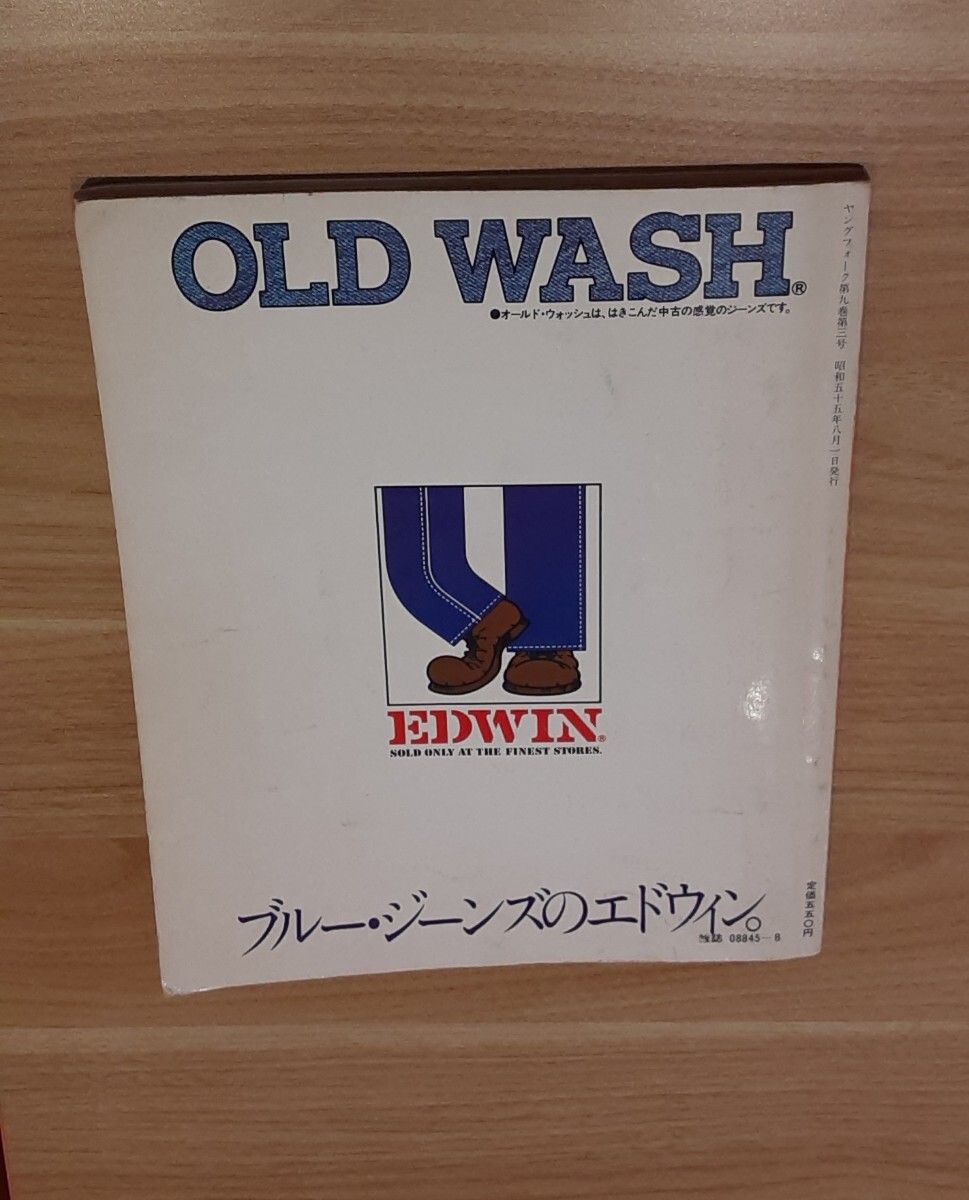 OLD WASH®
●オールド・ウォッシュは、はきこんだ中古の感覚のジーンズです。
ヤングフォーク第九巻第三号 昭和五十五年八月一日発行
EDWIN®
SOLD ONLY AT THE FINEST STORES.
ブルー・ジーンズのエドウィン。
雑誌 08845-8
定価五五〇円